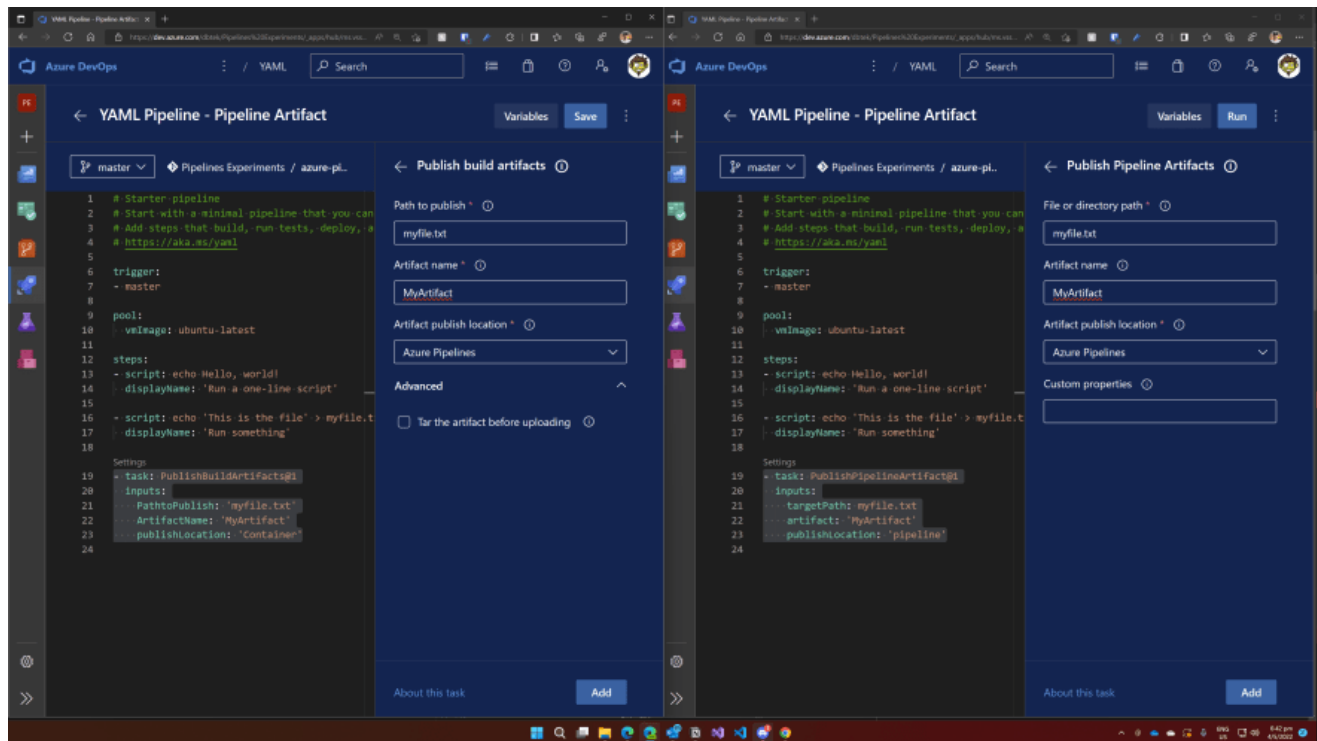 YAML Pipeline - Pipeline Artifact
Azure DevOps
/ YAML
Search
PE
YAML Pipeline - Pipeline Artifact
Variables
Save
master
Pipelines Experiments / azure-pi..
1 # Starter pipeline
2 # Start with a minimal pipeline that you can
3 # Add steps that build, run tests, deploy, a
4 # https://aka.ms/yaml
5
6 trigger:
7 - master
8
9 pool:
10 vmImage: ubuntu-latest
11
12 steps:
13 - script: echo Hello, world!
14 displayName: 'Run a one-line script'
15
16 - script: echo 'This is the file' > myfile.t
17 displayName: 'Run something'
18
Settings
19 - task: PublishBuildArtifacts@1
20 inputs:
21 PathtoPublish: 'myfile.txt'
22 ArtifactName: 'MyArtifact'
23 publishLocation: 'Container'
24
Publish build artifacts
Path to publish *
myfile.txt
Artifact name *
MyArtifact
Artifact publish location *
Azure Pipelines
Advanced
Tar the artifact before uploading
About this task
Add
YAML Pipeline - Pipeline Artifact
Azure DevOps
/ YAML
Search
PE
YAML Pipeline - Pipeline Artifact
Variables
Run
master
Pipelines Experiments / azure-pi..
1 # Starter pipeline
2 # Start with a minimal pipeline that you can
3 # Add steps that build, run tests, deploy, a
4 # https://aka.ms/yaml
5
6 trigger:
7 - master
8
9 pool:
10 vmImage: ubuntu-latest
11
12 steps:
13 - script: echo Hello, world!
14 displayName: 'Run a one-line script'
15
16 - script: echo 'This is the file' > myfile.t
17 displayName: 'Run something'
18
Settings
19 - task: PublishPipelineArtifact@1
20 inputs:
21 targetPath: myfile.txt
22 artifact: 'MyArtifact'
23 publishLocation: 'pipeline'
24
Publish Pipeline Artifacts
File or directory path *
myfile.txt
Artifact name
MyArtifact
Artifact publish location *
Azure Pipelines
Custom properties
About this task
Add
ENG
US
6:42 pm
4/6/2022